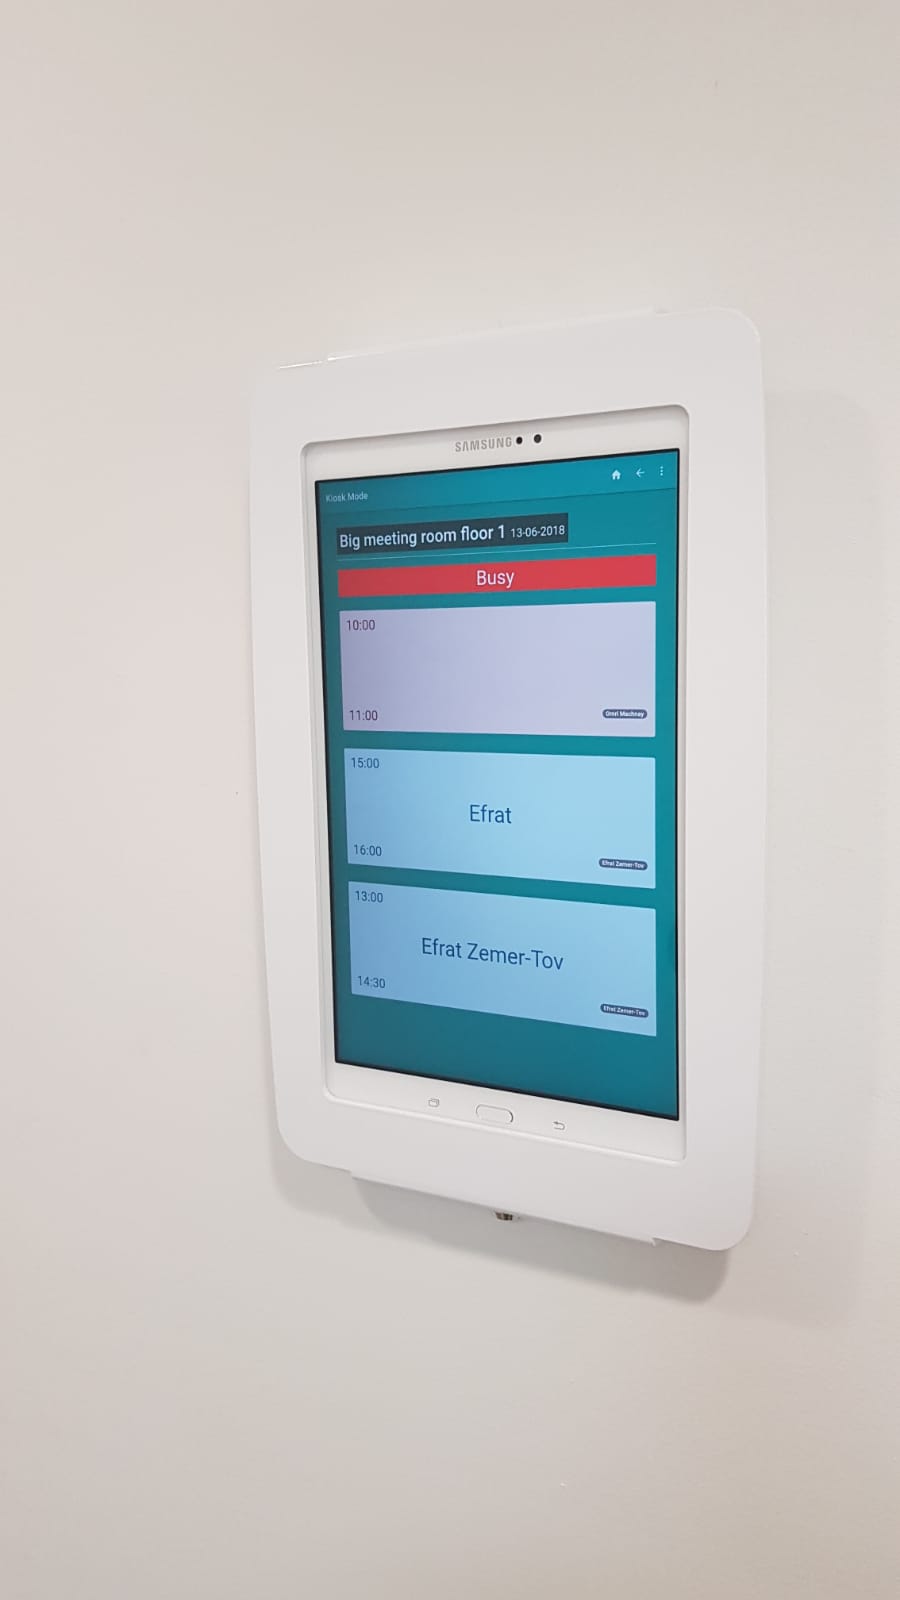 SAMSUNG
Kiosk Mode
Big meeting room floor 1 13-06-2018
Busy
10:00
11:00
Omri Machnay
15:00
Efrat
16:00
Efrat Zemer-Tov
13:00
Efrat Zemer-Tov
14:30
Efrat Zemer-Tov